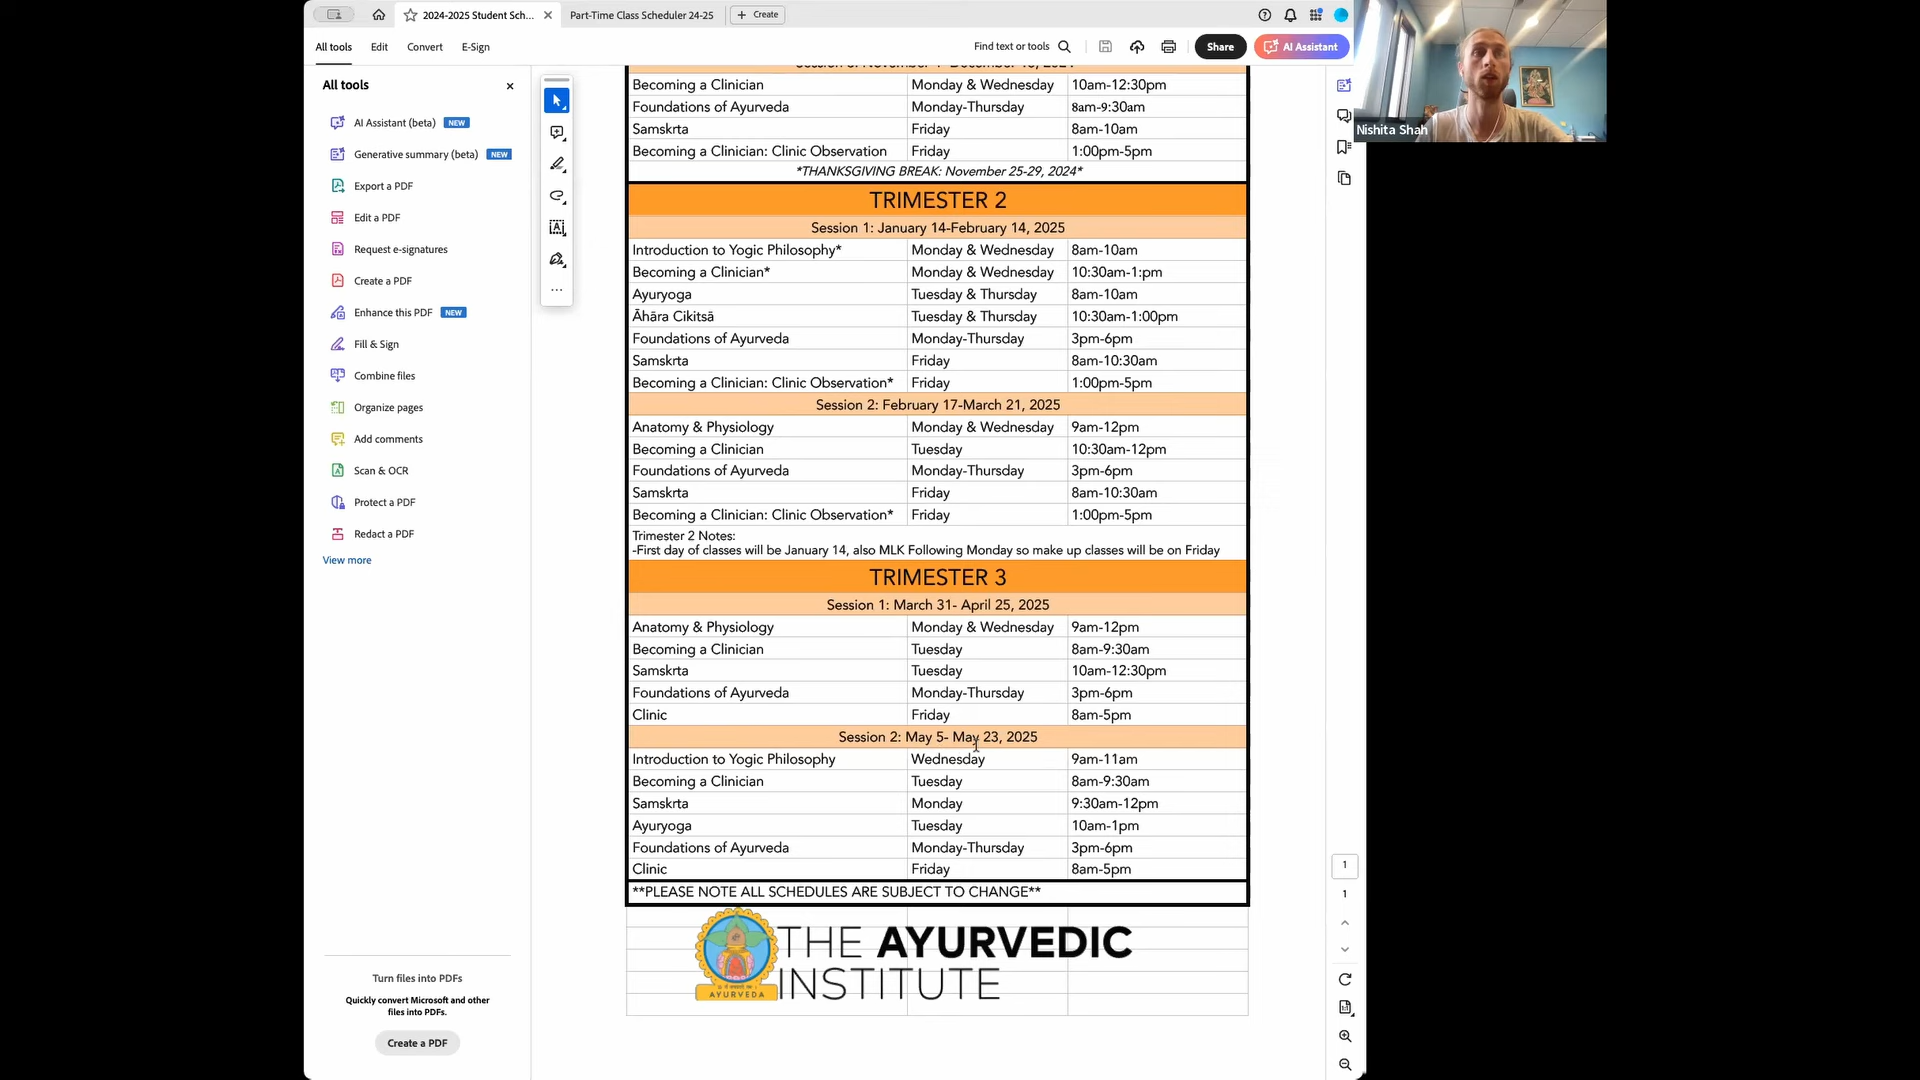 2024-2025 Student Sch...
Part-Time Class Scheduler 24-25
Create
All tools
Edit
Convert
E-Sign
Find text or tools
Share
AI Assistant
Nishita Shah
All tools
AI Assistant (beta) NEW
Generative summary (beta) NEW
Export a PDF
Edit a PDF
Request e-signatures
Create a PDF
Enhance this PDF NEW
Fill & Sign
Combine files
Organize pages
Add comments
Scan & OCR
Protect a PDF
Redact a PDF
View more
Turn files into PDFs
Quickly convert Microsoft and other
files into PDFs.
Create a PDF
Becoming a Clinician Monday & Wednesday 10am-12:30pm
Foundations of Ayurveda Monday-Thursday 8am-9:30am
Samskrta Friday 8am-10am
Becoming a Clinician: Clinic Observation Friday 1:00pm-5pm
*THANKSGIVING BREAK: November 25-29, 2024*
TRIMESTER 2
Session 1: January 14-February 14, 2025
Introduction to Yogic Philosophy* Monday & Wednesday 8am-10am
Becoming a Clinician* Monday & Wednesday 10:30am-1:pm
Ayuryoga Tuesday & Thursday 8am-10am
Āhāra Cikitsā Tuesday & Thursday 10:30am-1:00pm
Foundations of Ayurveda Monday-Thursday 3pm-6pm
Samskrta Friday 8am-10:30am
Becoming a Clinician: Clinic Observation* Friday 1:00pm-5pm
Session 2: February 17-March 21, 2025
Anatomy & Physiology Monday & Wednesday 9am-12pm
Becoming a Clinician Tuesday 10:30am-12pm
Foundations of Ayurveda Monday-Thursday 3pm-6pm
Samskrta Friday 8am-10:30am
Becoming a Clinician: Clinic Observation* Friday 1:00pm-5pm
Trimester 2 Notes:
-First day of classes will be January 14, also MLK Following Monday so make up classes will be on Friday
TRIMESTER 3
Session 1: March 31- April 25, 2025
Anatomy & Physiology Monday & Wednesday 9am-12pm
Becoming a Clinician Tuesday 8am-9:30am
Samskrta Tuesday 10am-12:30pm
Foundations of Ayurveda Monday-Thursday 3pm-6pm
Clinic Friday 8am-5pm
Session 2: May 5- May 23, 2025
Introduction to Yogic Philosophy Wednesday 9am-11am
Becoming a Clinician Tuesday 8am-9:30am
Samskrta Monday 9:30am-12pm
Ayuryoga Tuesday 10am-1pm
Foundations of Ayurveda Monday-Thursday 3pm-6pm
Clinic Friday 8am-5pm
**PLEASE NOTE ALL SCHEDULES ARE SUBJECT TO CHANGE**
THE AYURVEDIC
INSTITUTE
AYURVEDA
1
1